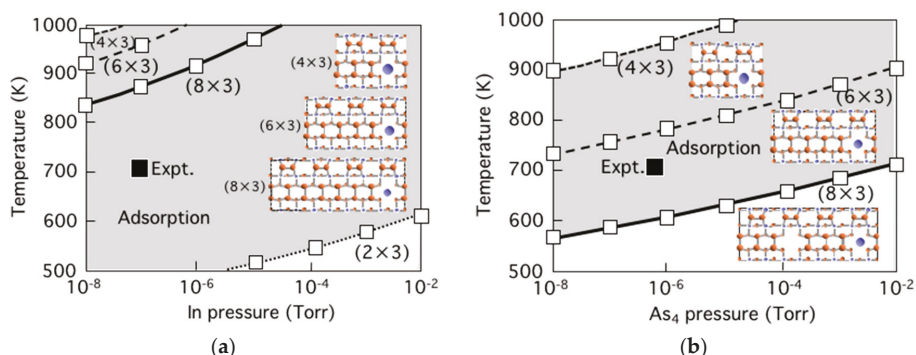 (a)
1000
900
800
700
600
500
Temperature (K)
(4×3)
(6×3)
(8×3)
(4×3)
(6×3)
(8×3)
Expt.
Adsorption
(2×3)
10⁻⁸
10⁻⁶
10⁻⁴
10⁻²
In pressure (Torr)
(a)
b)
1000
900
800
700
600
500
Temperature (K)
(4×3)
(6×3)
Adsorption
Expt.
(8×3)
10⁻⁸
10⁻⁶
10⁻⁴
10⁻²
As₄ pressure (Torr)
(b)